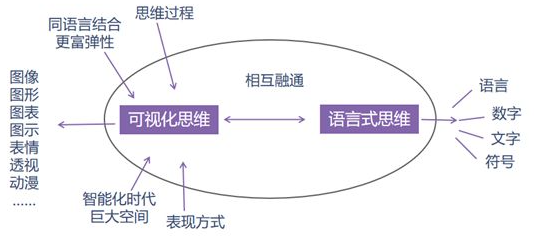 思维过程
同语言结合
更富弹性
相互融通
图像
图形
图表
图示
表情
透视
动漫
......
可视化思维
语言式思维
语言
数字
文字
符号
智能化时代
巨大空间
表现方式